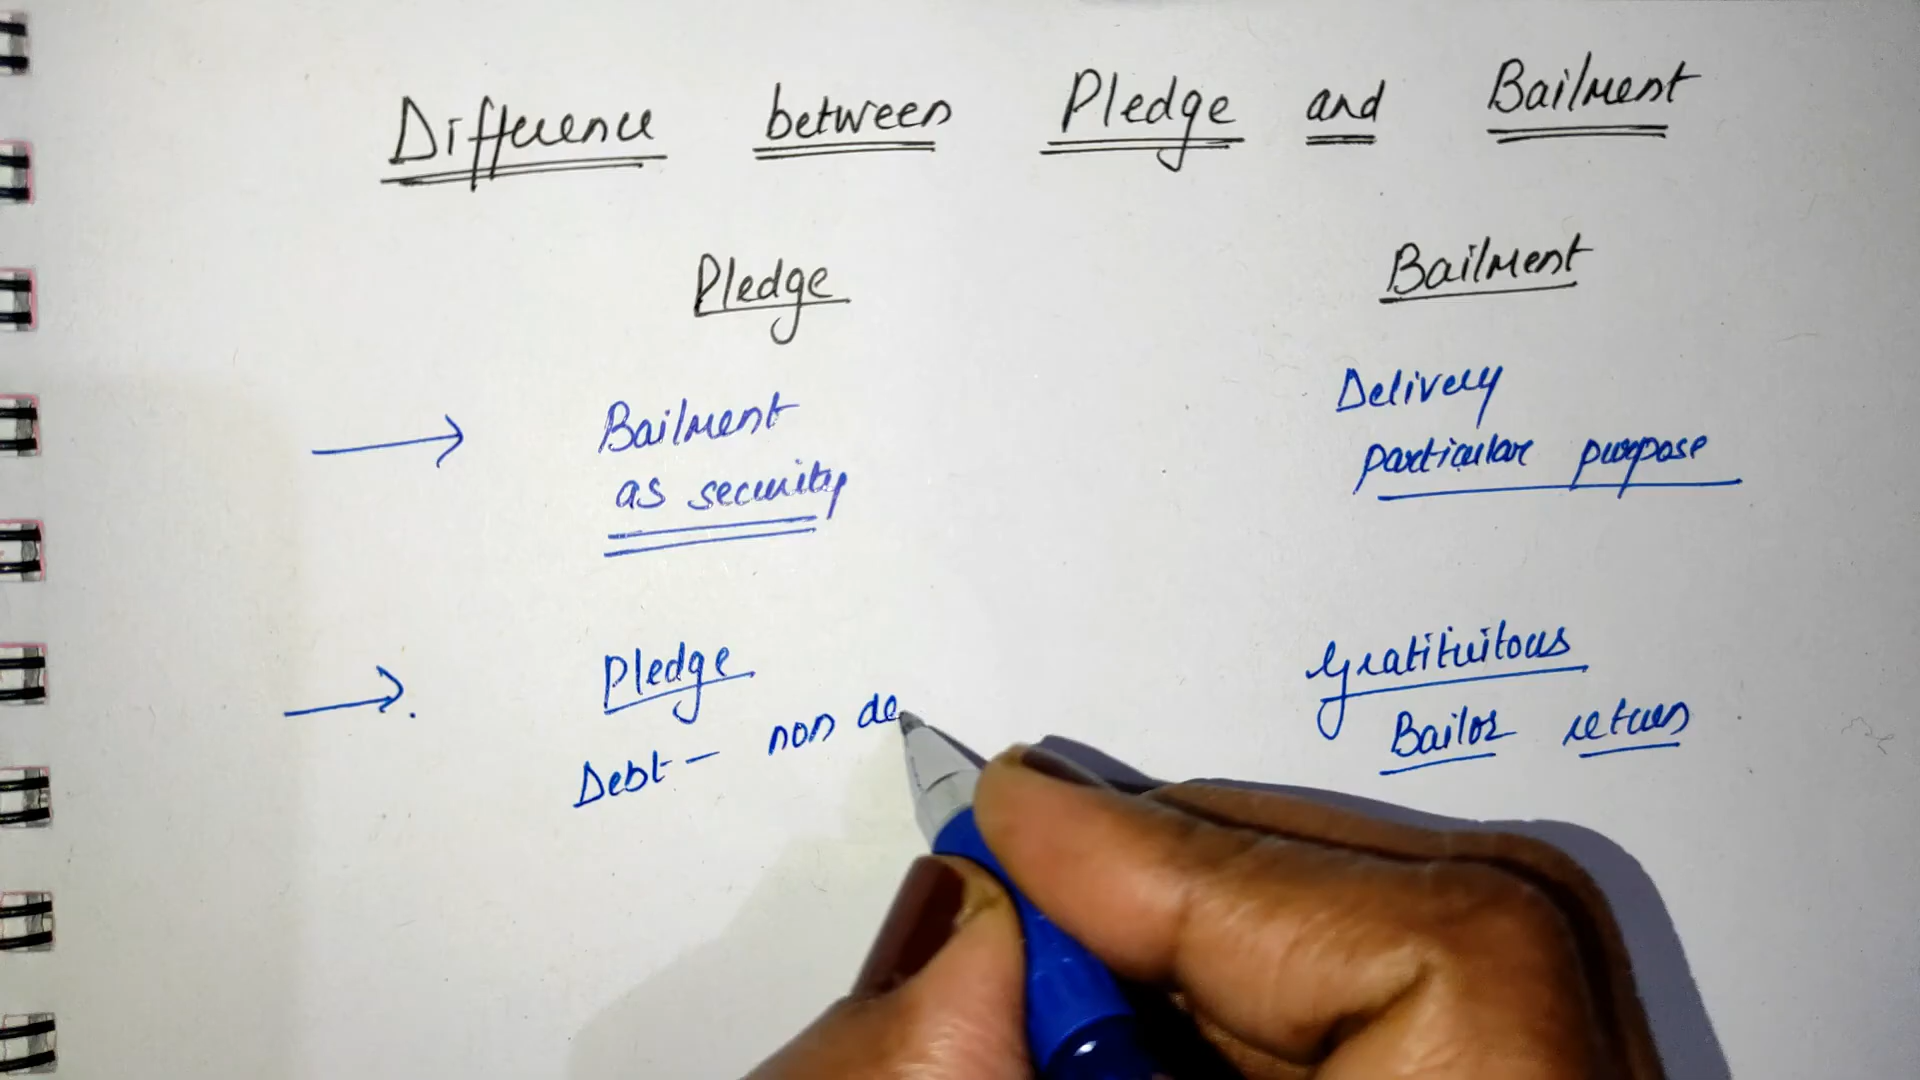 Difference between Pledge and Bailment
Pledge
Bailment
Bailment
as security
Delivery
particular purpose
Pledge
Debt - non de
Gratituitous
Bailor return